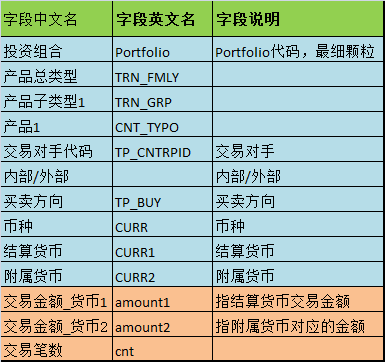 字段中文名 字段英文名 字段说明
投资组合 Portfolio Portfolio代码，最细颗粒
产品总类型 TRN_FMLY
产品子类型1 TRN_GRP
产品1 CNT_TYPO
交易对手代码 TP_CNTRPID 交易对手
内部/外部
买卖方向 TP_BUY 买卖方向
币种 CURR 币种
结算货币 CURR1 结算货币
附属货币 CURR2 附属货币
交易金额_货币1 amount1 指结算货币交易金额
交易金额_货币2 amount2 指附属货币对应的金额
交易笔数 cnt